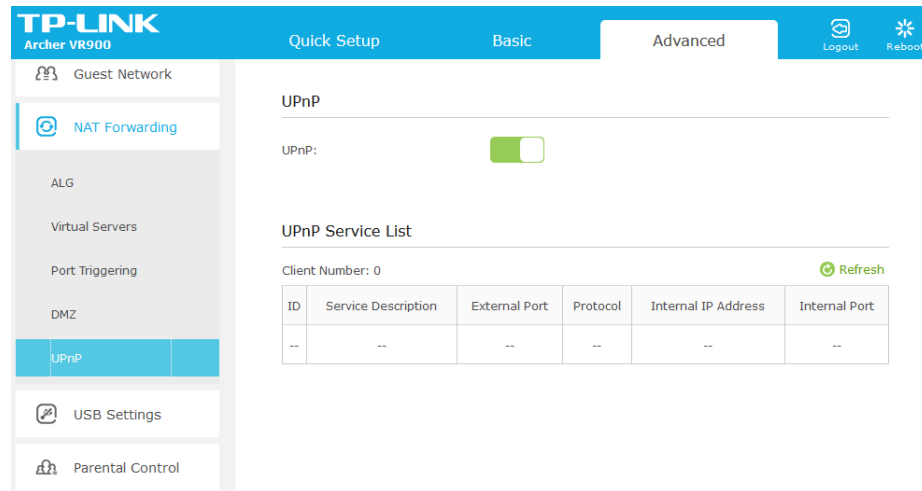 TP-LINK
Archer VR900
Quick Setup
Basic
Advanced
Logout
Reboot
Guest Network
NAT Forwarding
ALG
Virtual Servers
Port Triggering
DMZ
UPnP
USB Settings
Parental Control
UPnP
UPnP:
UPnP Service List
Client Number: 0
Refresh
ID Service Description External Port Protocol Internal IP Address Internal Port
-- -- -- -- -- --